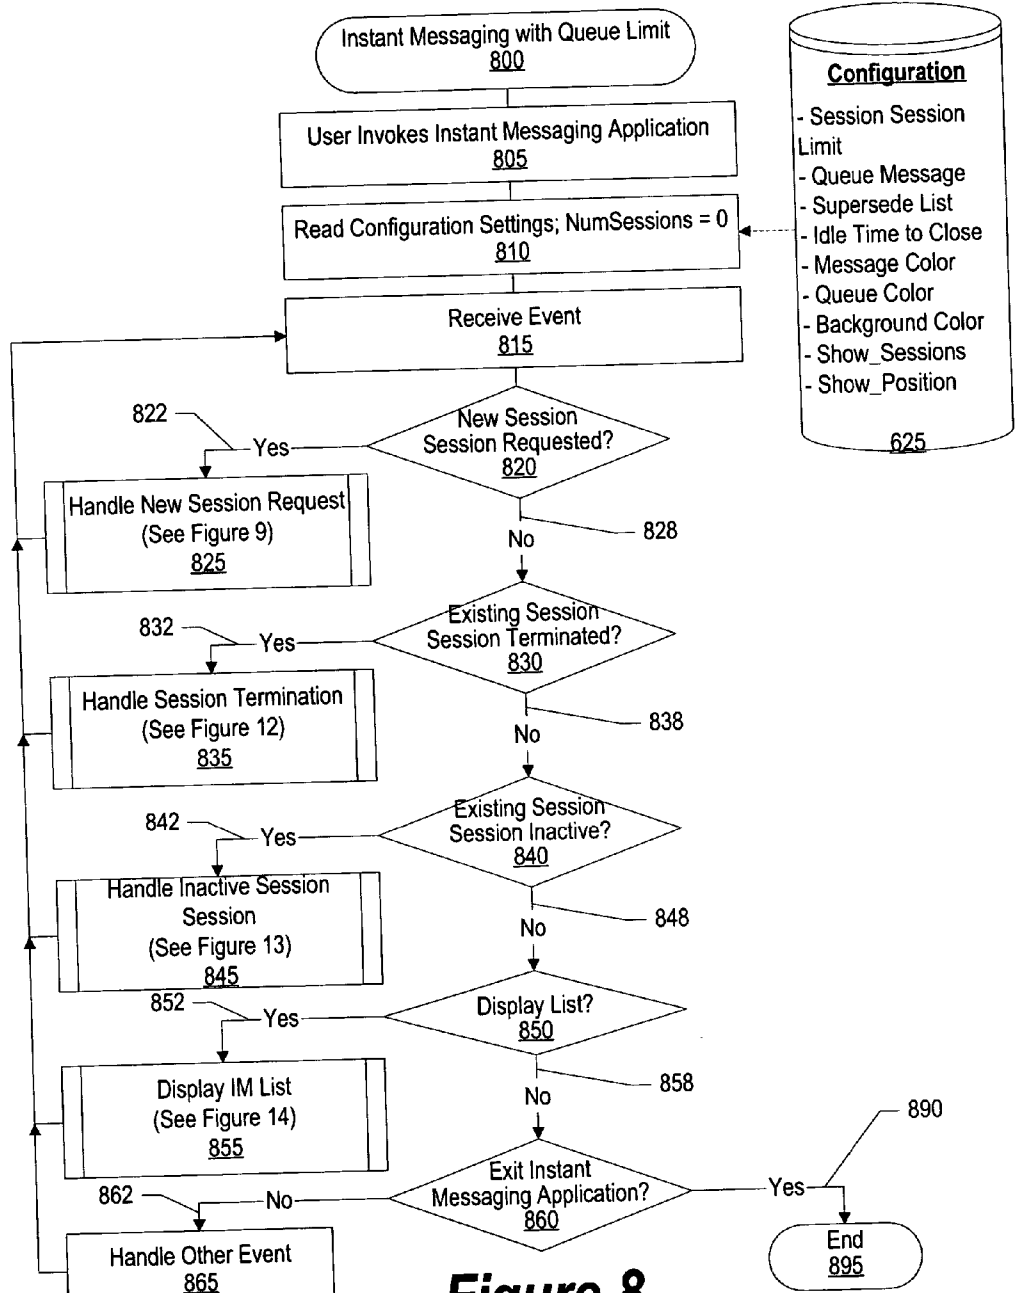 Instant Messaging with Queue Limit
800
User Invokes Instant Messaging Application
805
Read Configuration Settings; NumSessions = 0
810
Receive Event
815
Configuration
- Session Session
Limit
- Queue Message
- Supersede List
- Idle Time to Close
- Message Color
- Queue Color
- Background Color
- Show_Sessions
- Show_Position
625
New Session
Session Requested?
820
822
Yes
Handle New Session Request
(See Figure 9)
825
828
No
Existing Session
Session Terminated?
830
832
Yes
Handle Session Termination
(See Figure 12)
835
838
No
Existing Session
Session Inactive?
840
842
Yes
Handle Inactive Session
Session
(See Figure 13)
845
848
No
Display List?
850
852
Yes
Display IM List
(See Figure 14)
855
858
No
Exit Instant
Messaging Application?
860
862
No
Handle Other Event
865
890
Yes
End
895
Figure 8